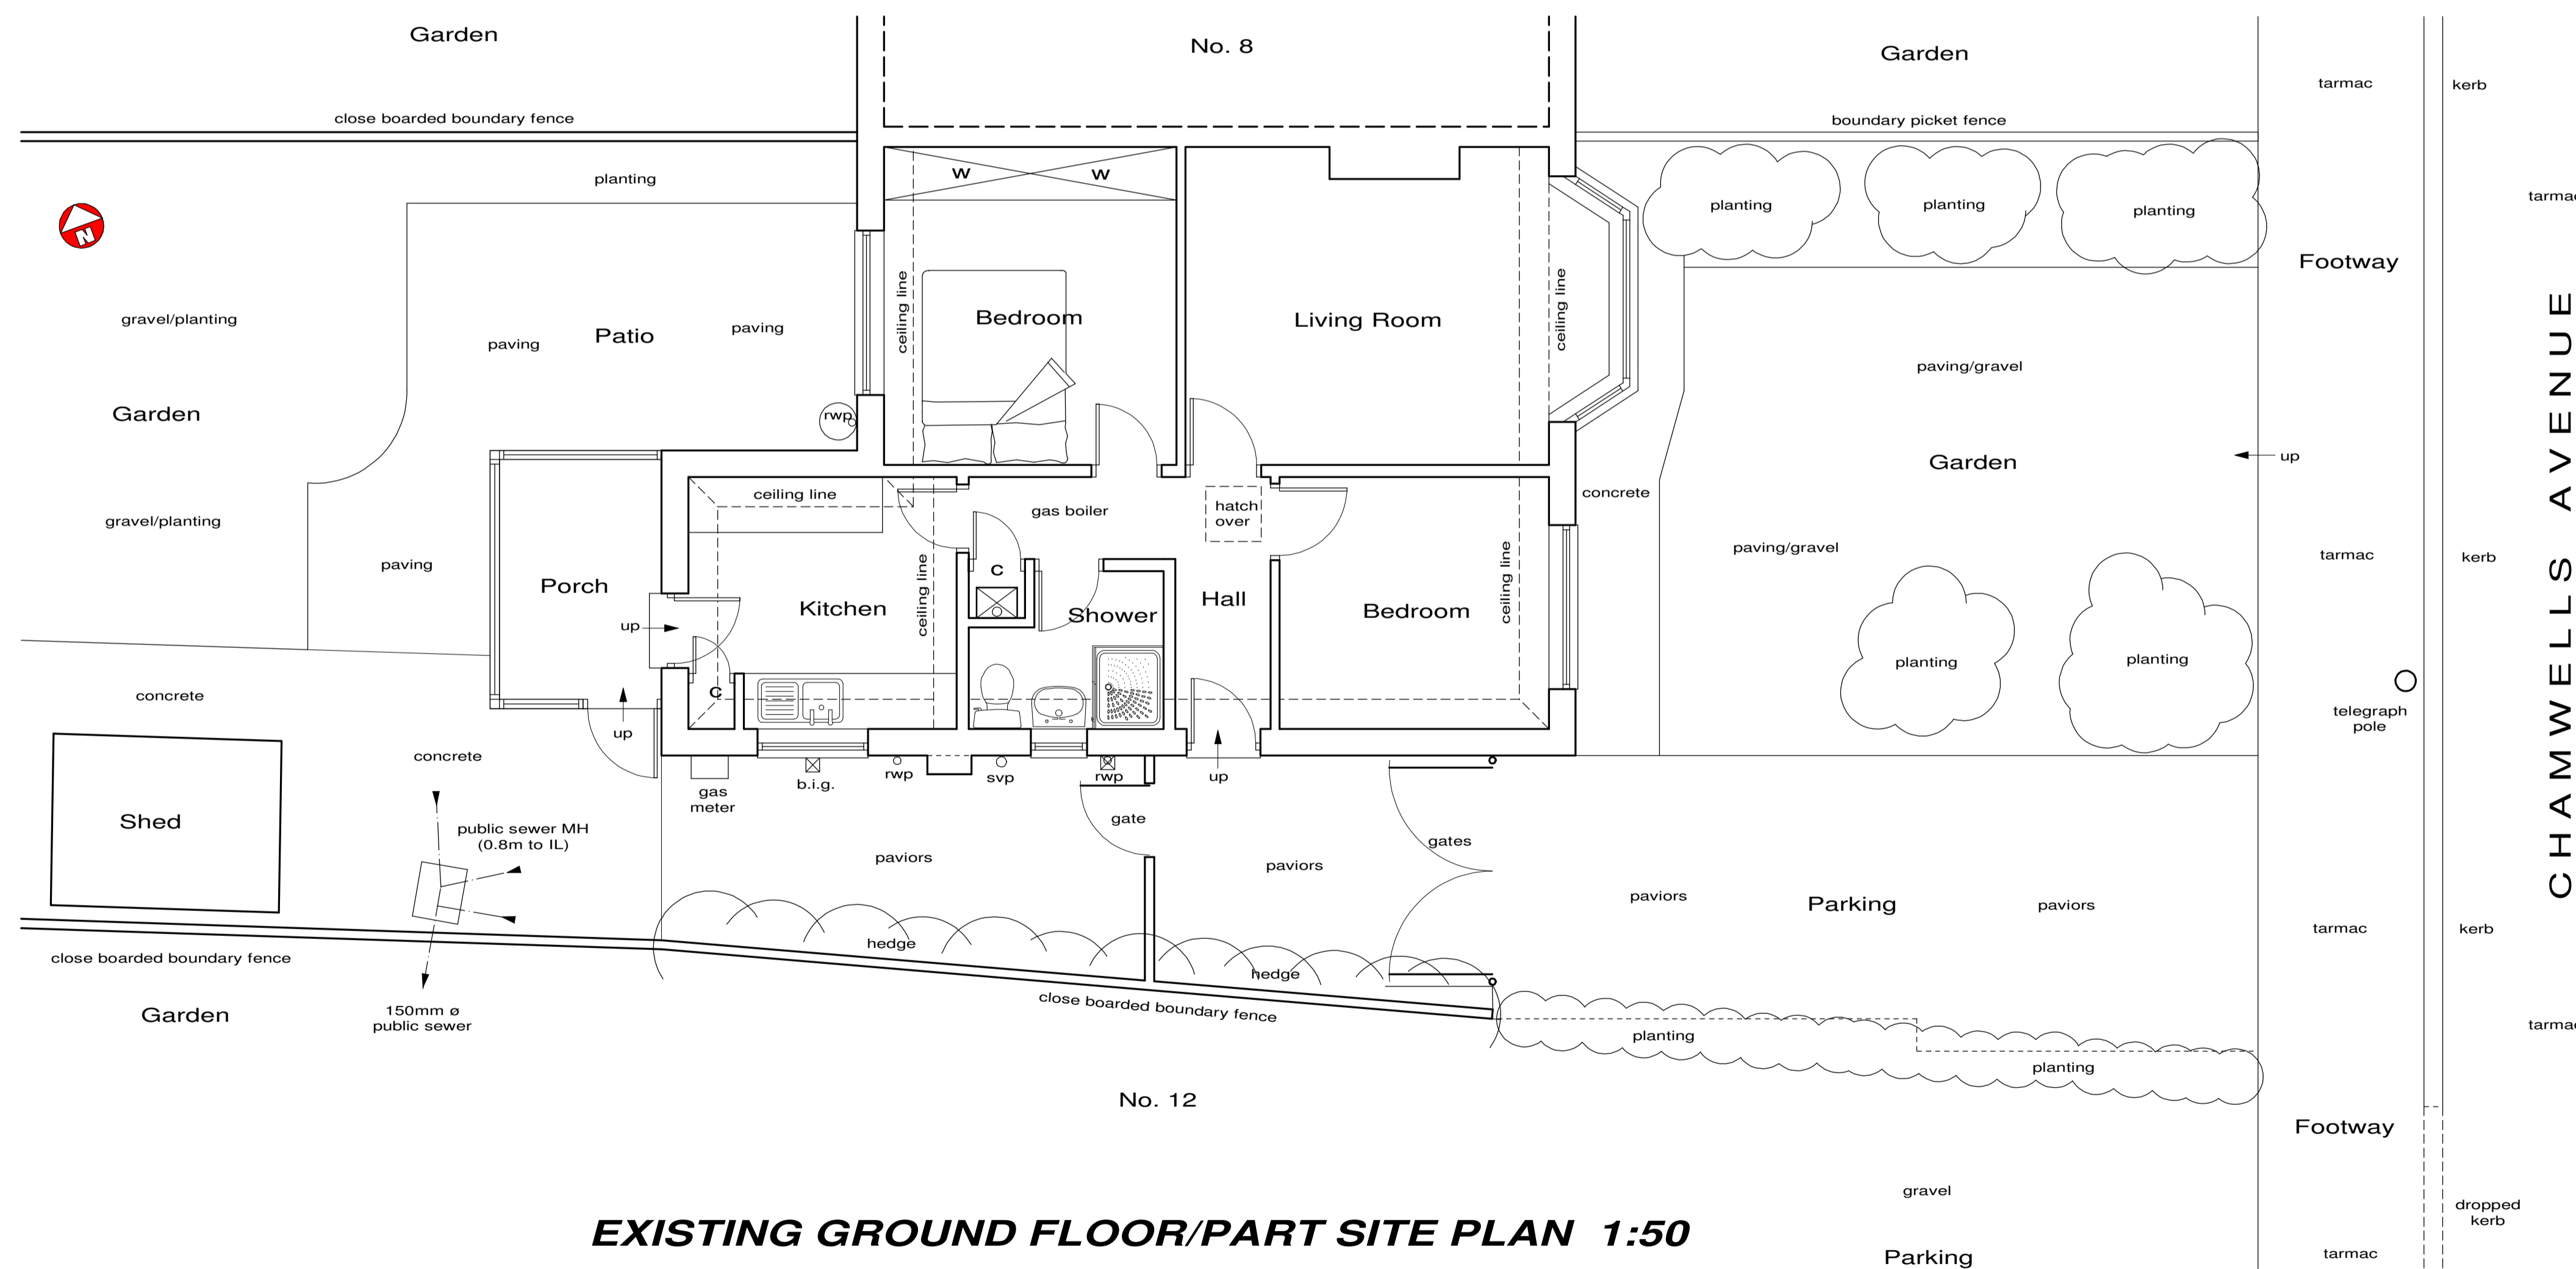 Garden
No. 8
Garden
tarmac
kerb
close boarded boundary fence
boundary picket fence
planting
W
W
planting
planting
planting
N
Footway
gravel/planting
paving
Patio
paving
ceiling line
Bedroom
Living Room
ceiling line
paving/gravel
CHAMWELLS AVENUE
Garden
rwp
Garden
up
ceiling line
gas boiler
hatch
over
concrete
gravel/planting
paving
Porch
Kitchen
ceiling line
C
Shower
Hall
Bedroom
ceiling line
paving/gravel
tarmac
kerb
up
planting
planting
concrete
C
up
telegraph
pole
concrete
gas
meter
b.i.g.
rwp
svp
rwp
up
Shed
public sewer MH
(0.8m to IL)
gate
gates
paviors
paviors
paviors
Parking
paviors
hedge
hedge
tarmac
kerb
close boarded boundary fence
close boarded boundary fence
Garden
150mm ø
public sewer
planting
planting
No. 12
Footway
gravel
dropped
kerb
EXISTING GROUND FLOOR/PART SITE PLAN 1:50
Parking
tarmac